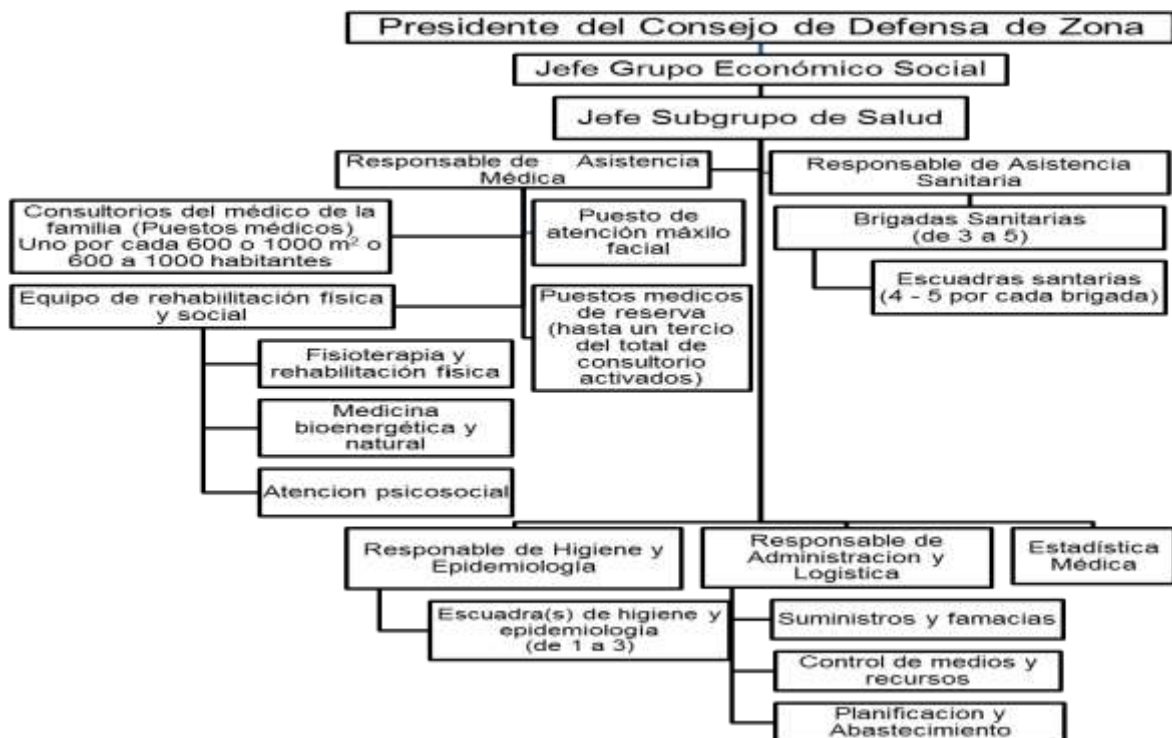 Presidente del Consejo de Defensa de Zona
Jefe Grupo Económico Social
Jefe Subgrupo de Salud
Responsable de Asistencia
Médica
Responsable de Asistencia
Sanitaria
Consultorios del médico de la
familia (Puestos médicos)
Uno por cada 600 o 1000 m² o
600 a 1000 habitantes
Puesto de
atención máxilo
facial
Brigadas Sanitarias
(de 3 a 5)
Escuadras santarias
(4 - 5 por cada brigada)
Equipo de rehabiilitación física
y social
Puestos medicos
de reserva
(hasta un tercio
del total de
consultorio
activados)
Fisioterapia y
rehabilitación física
Medicina
bioenergética y
natural
Atencion psicosocial
Responable de Higiene y
Epidemiología
Responsable de
Administracion y
Logistica
Estadística
Médica
Escuadra(s) de higiene y
epidemiología
(de 1 a 3)
Suministros y famacias
Control de medios y
recursos
Planificacion y
Abastecimiento